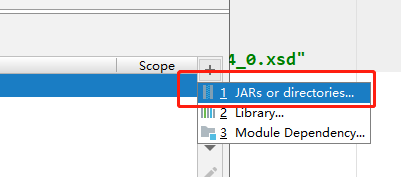 4_0.xsd"
Scope
+
1 JARs or directories...
2 Library...
3 Module Dependency...